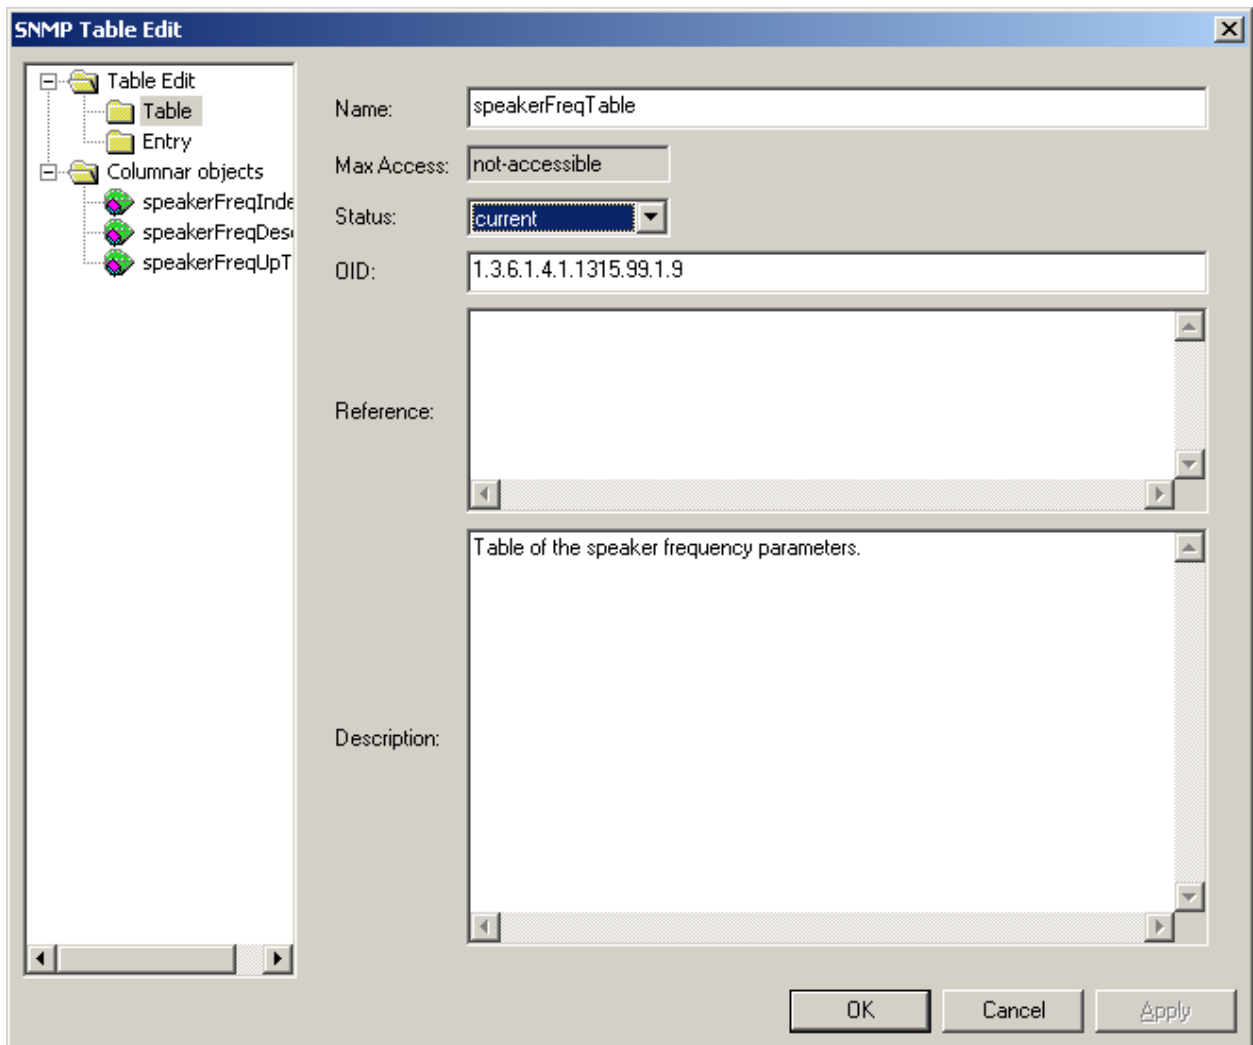 SNMP Table Edit
Table Edit
Table
Entry
Columnar objects
speakerFreqInde
speakerFreqDes
speakerFreqUpT
Name:
speakerFreqTable
Max Access:
not-accessible
Status:
current
OID:
1.3.6.1.4.1.1315.99.1.9
Reference:
Description:
Table of the speaker frequency parameters.
OK
Cancel
Apply